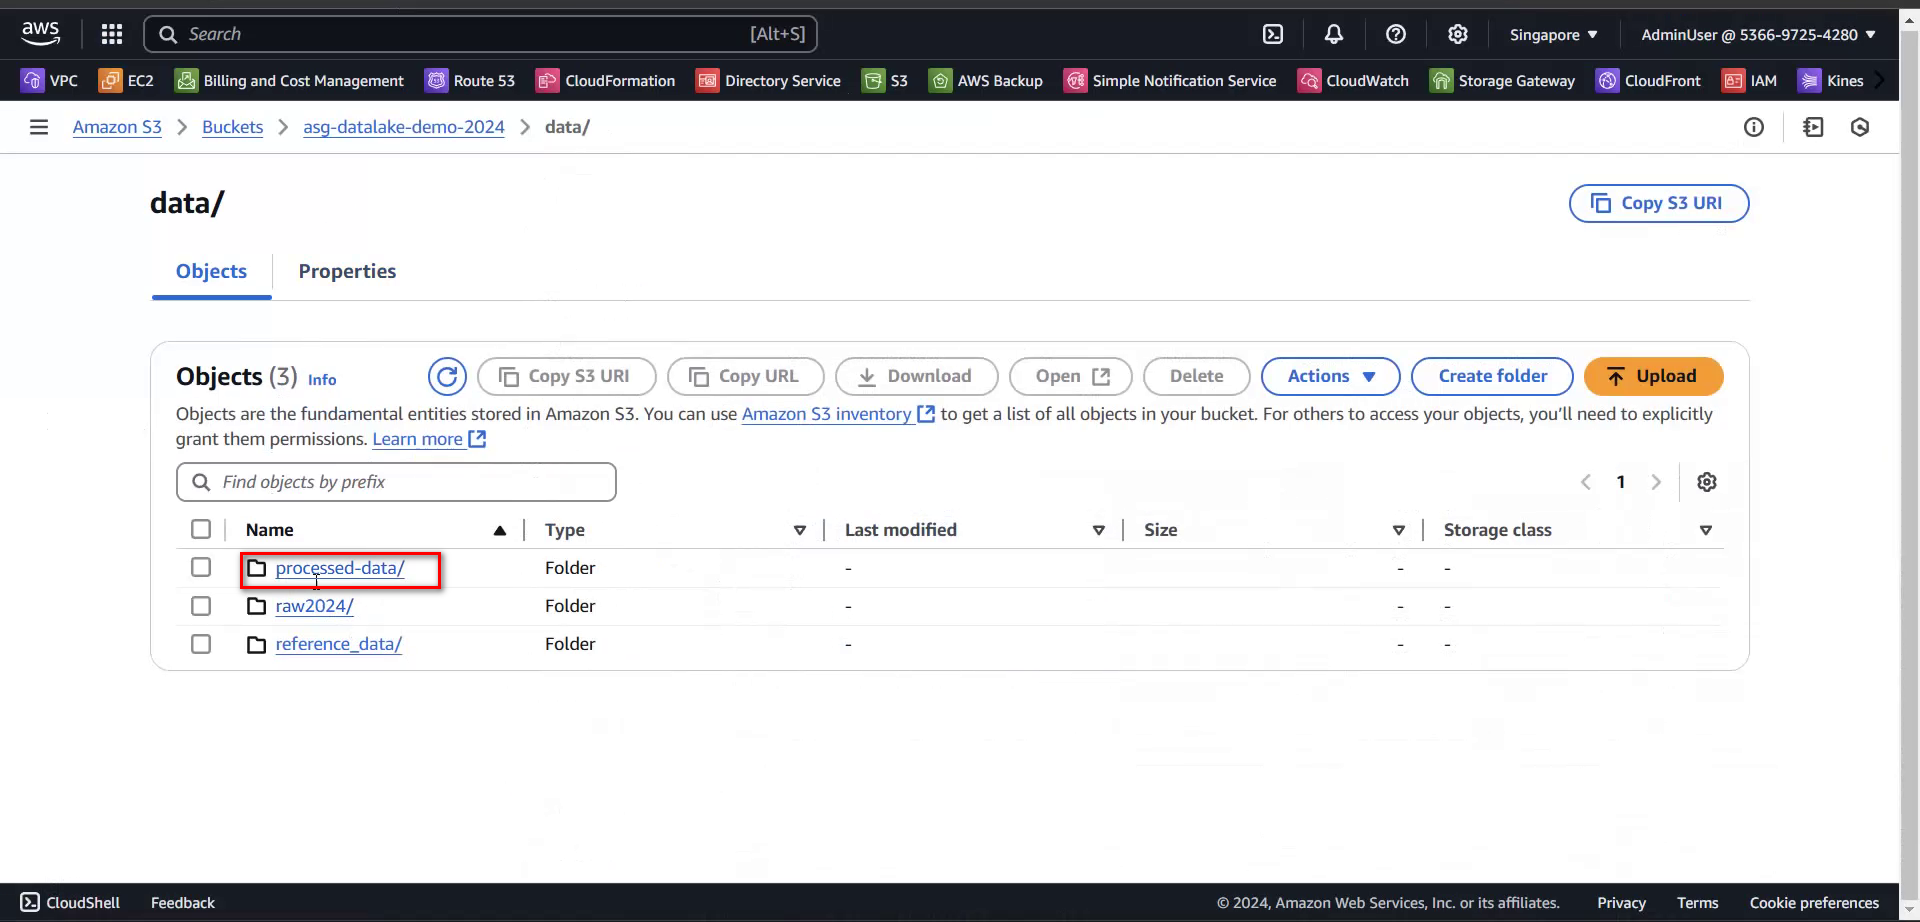 aws Search [Alt+S] Singapore ▼ AdminUser @ 5366-9725-4280 ▼
VPC EC2 Billing and Cost Management Route 53 CloudFormation Directory Service S3 AWS Backup Simple Notification Service CloudWatch Storage Gateway CloudFront IAM Kines
Amazon S3 > Buckets > asg-datalake-demo-2024 > data/
data/ Copy S3 URI
Objects Properties
Objects (3) Info Copy S3 URI Copy URL Download Open Delete Actions ▼ Create folder Upload
Objects are the fundamental entities stored in Amazon S3. You can use Amazon S3 inventory to get a list of all objects in your bucket. For others to access your objects, you’ll need to explicitly
grant them permissions. Learn more
Find objects by prefix < 1 >
Name Type Last modified Size Storage class
processed-data/ Folder - - -
raw2024/ Folder - - -
reference_data/ Folder - - -
CloudShell Feedback © 2024, Amazon Web Services, Inc. or its affiliates. Privacy Terms Cookie preferences